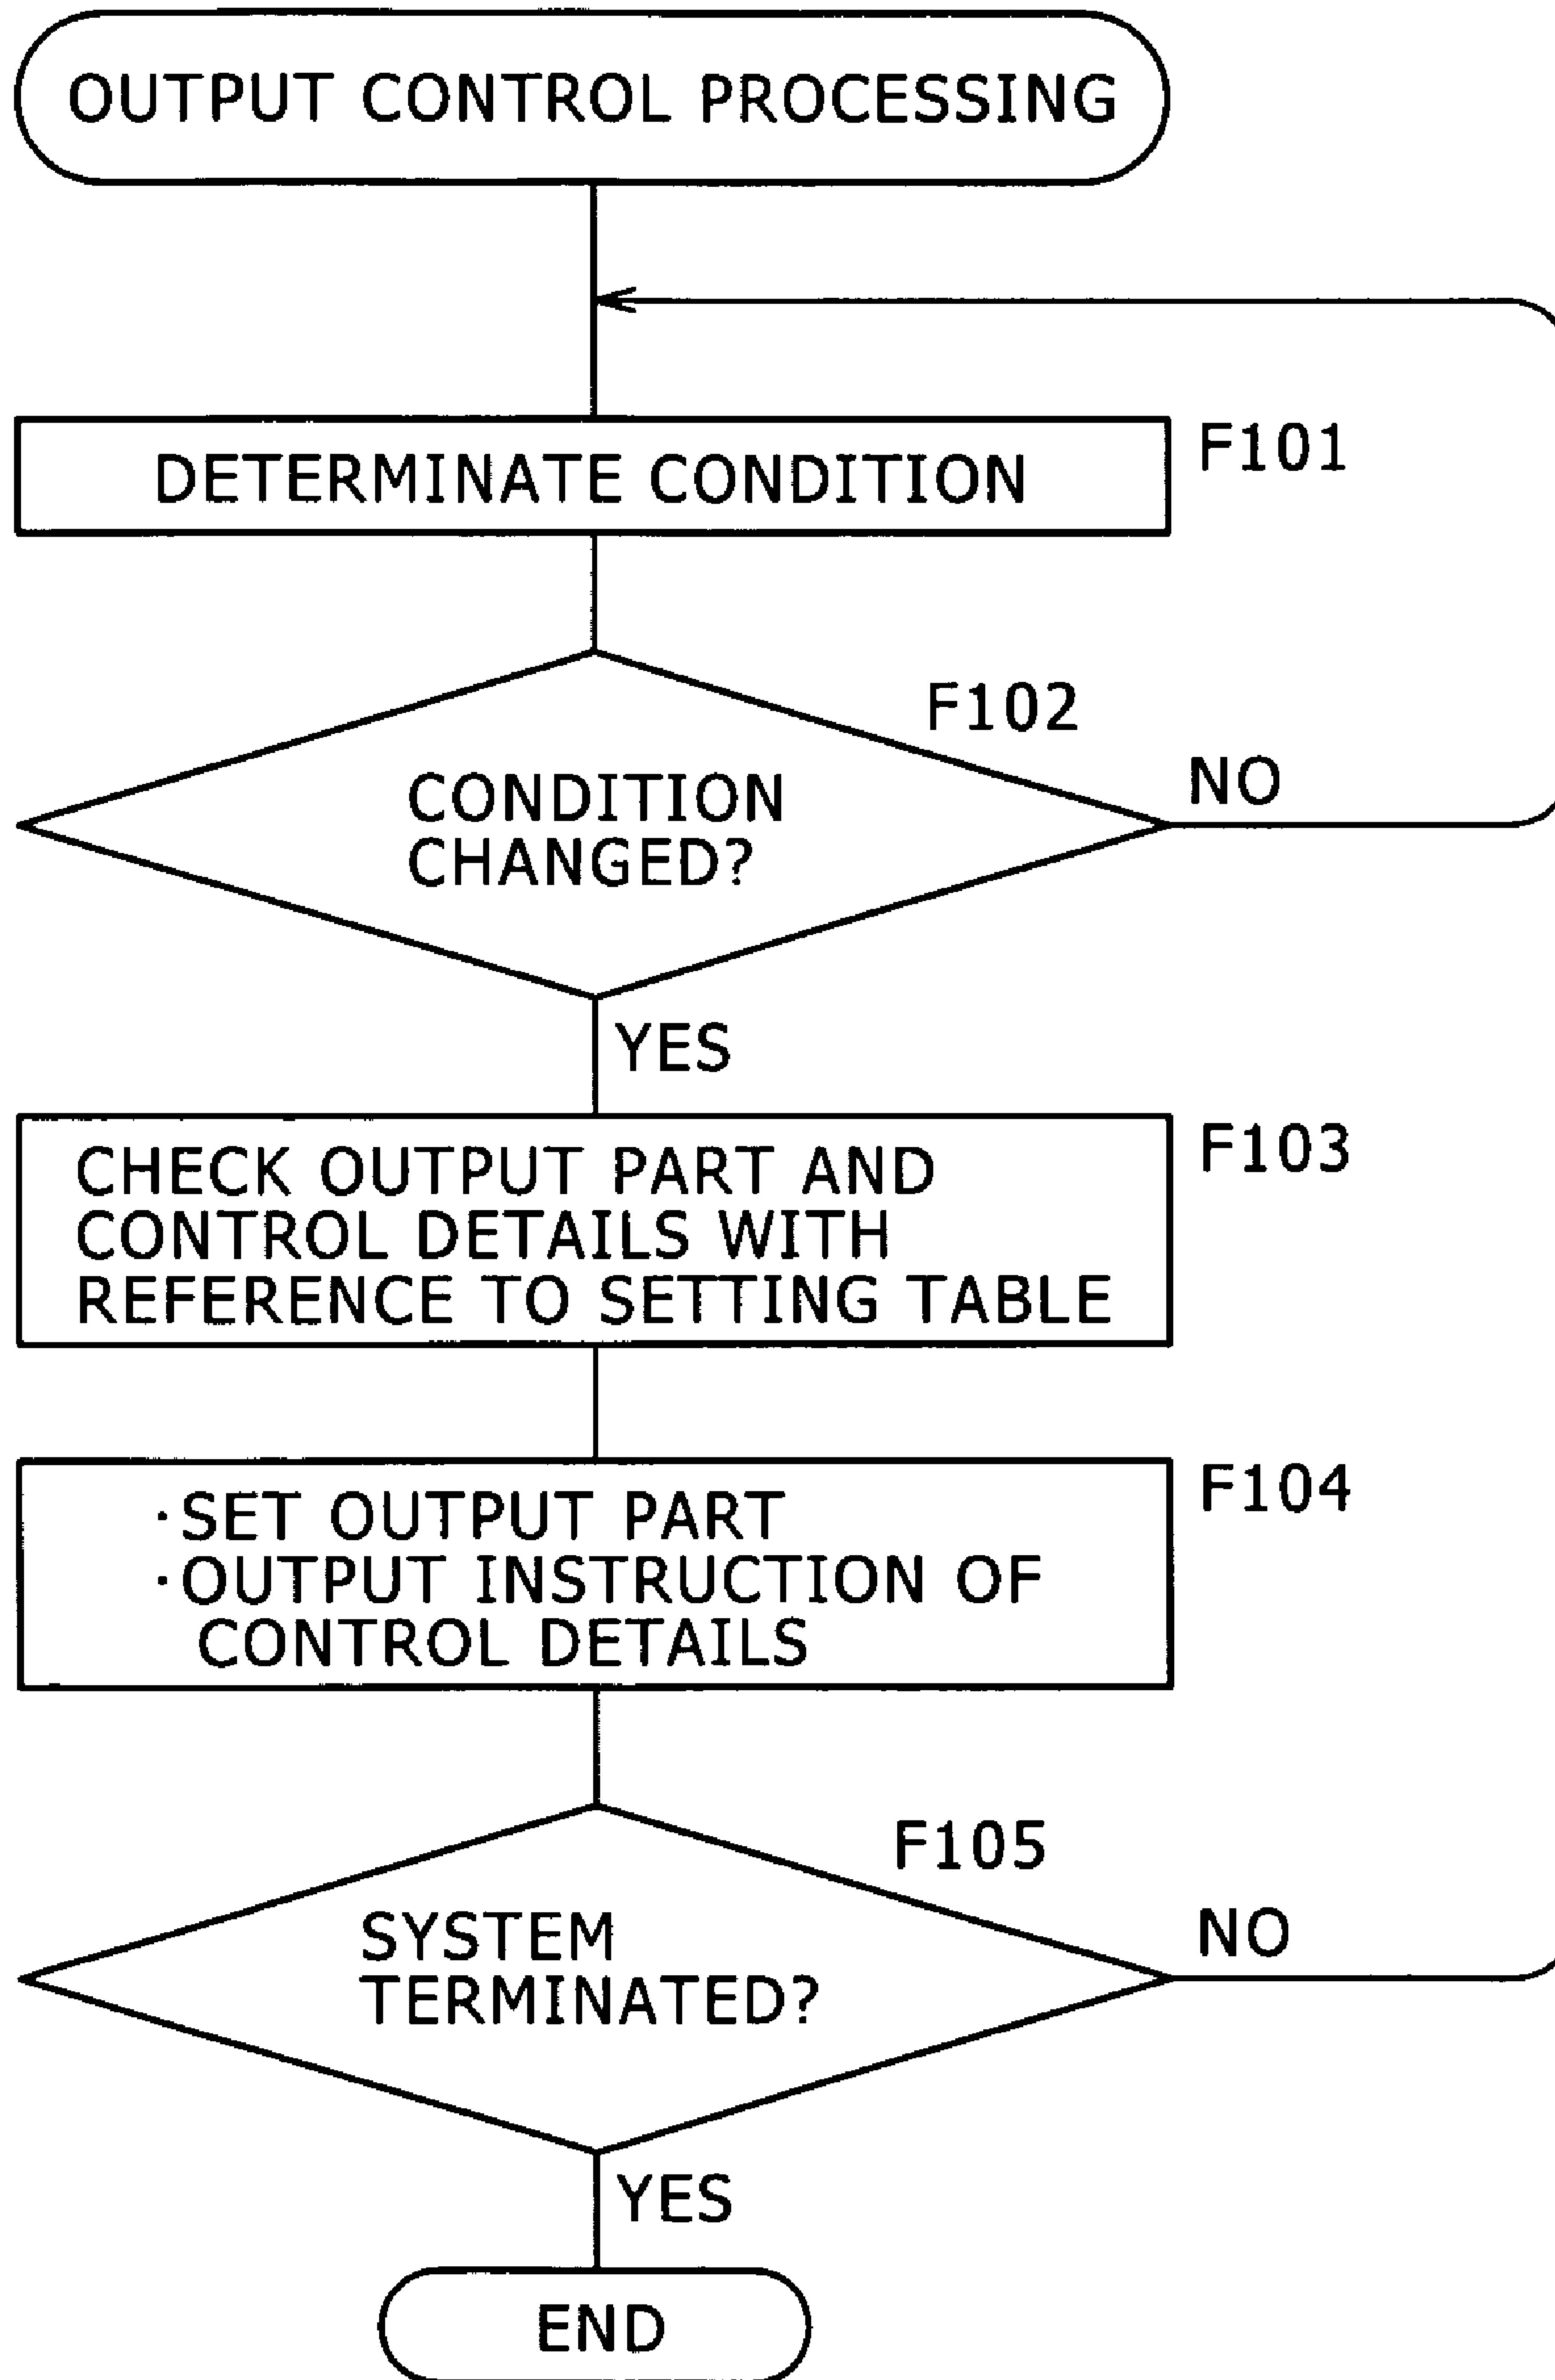 OUTPUT CONTROL PROCESSING
DETERMINATE CONDITION
F101
F102
CONDITION
CHANGED?
NO
YES
CHECK OUTPUT PART AND
CONTROL DETAILS WITH
REFERENCE TO SETTING TABLE
F103
·SET OUTPUT PART
·OUTPUT INSTRUCTION OF
CONTROL DETAILS
F104
F105
SYSTEM
TERMINATED?
NO
YES
END